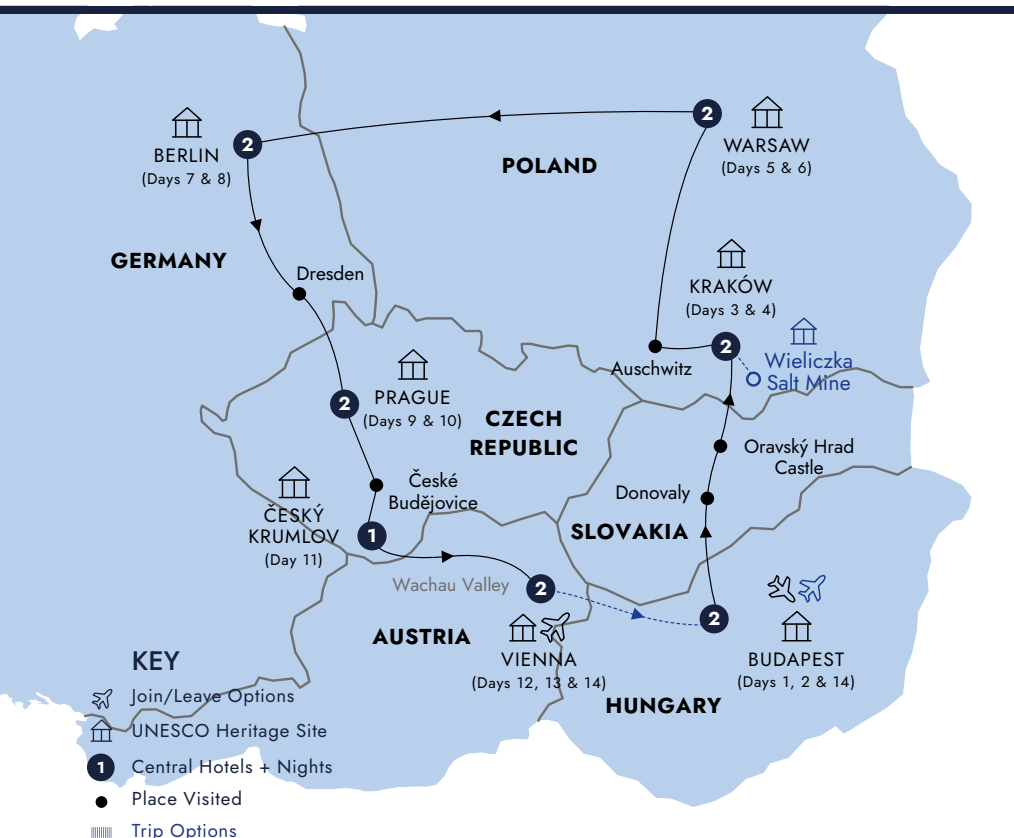 2
WARSAW
(Days 5 & 6)
2
BERLIN
(Days 7 & 8)
POLAND
GERMANY
Dresden
KRAKÓW
(Days 3 & 4)
2
Auschwitz
Wieliczka
Salt Mine
2
PRAGUE
(Days 9 & 10)
CZECH
REPUBLIC
Oravský Hrad
Castle
České
Budějovice
Donovaly
ČESKÝ
KRUMLOV
(Day 11)
1
SLOVAKIA
Wachau Valley
2
2
AUSTRIA
VIENNA
(Days 12, 13 & 14)
BUDAPEST
(Days 1, 2 & 14)
HUNGARY
KEY
Join/Leave Options
UNESCO Heritage Site
1 Central Hotels + Nights
Place Visited
Trip Options